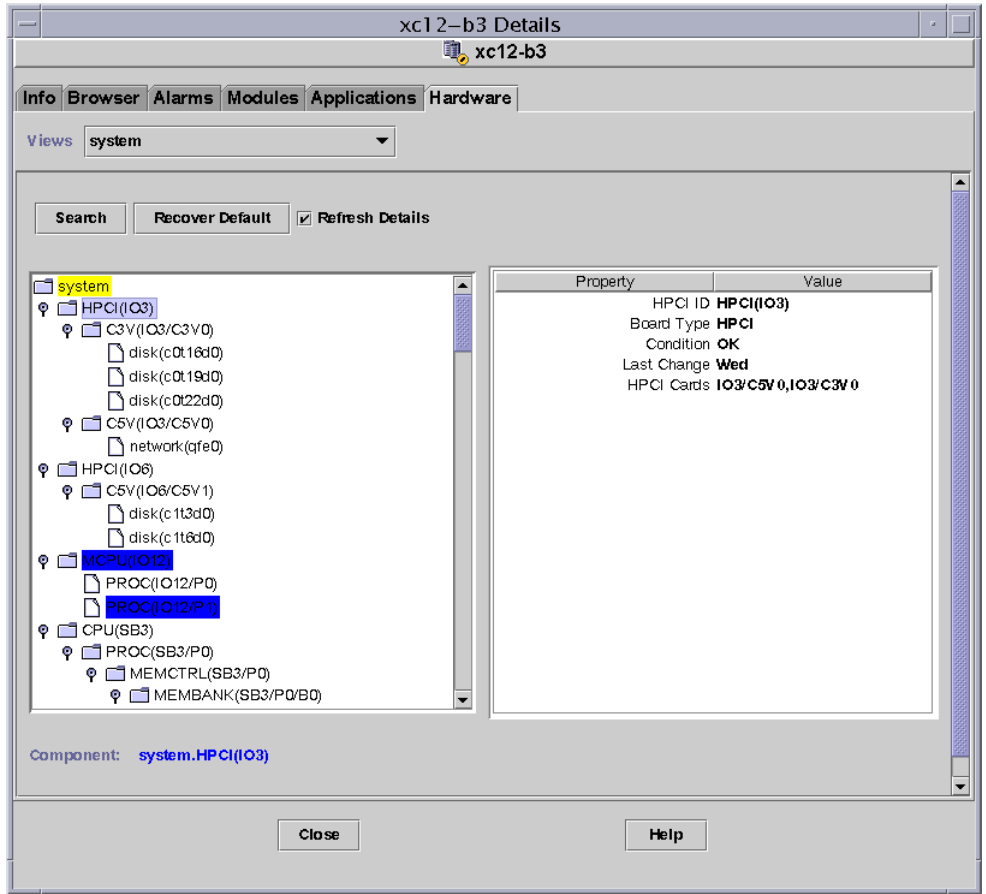 xc12–b3 Details
xc12-b3
Info Browser Alarms Modules Applications Hardware
Views system
Search Recover Default Refresh Details
system
HPCI(IO3)
C3V(IO3/C3V0)
disk(c0t16d0)
disk(c0t19d0)
disk(c0t22d0)
C5V(IO3/C5V0)
network(qfe0)
HPCI(IO6)
C5V(IO6/C5V1)
disk(c1t3d0)
disk(c1t6d0)
MCPU(IO12)
PROC(IO12/P0)
PROC(IO12/P1)
CPU(SB3)
PROC(SB3/P0)
MEMCTRL(SB3/P0)
MEMBANK(SB3/P0/B0)
Property Value
HPCI ID HPCI(IO3)
Board Type HPCI
Condition OK
Last Change Wed
HPCI Cards IO3/C5V0,IO3/C3V0
Component: system.HPCI(IO3)
Close Help